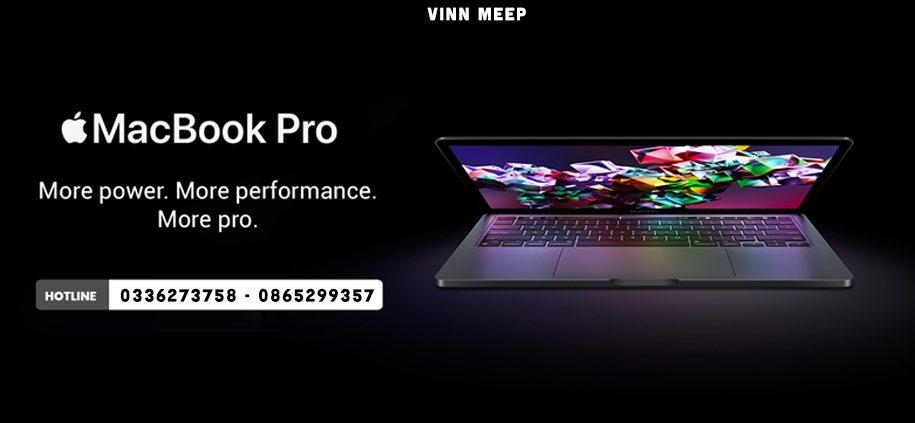 VINN MEEP
MacBook Pro
More power. More performance.
More pro.
HOTLINE 0336273758 - 0865299357